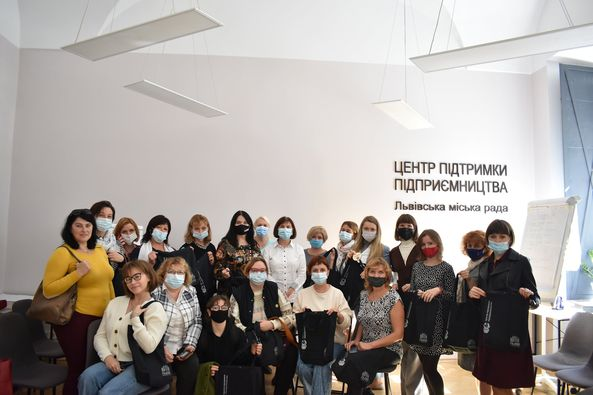 ЦЕНТР ПІДТРИМКИ
ПІДПРИЄМНИЦТВА
Львівська міська рада